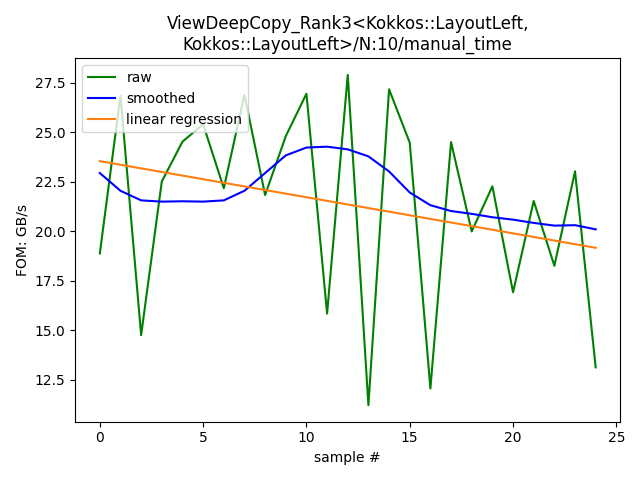 ViewDeepCopy_Rank3<Kokkos::LayoutLeft,
Kokkos::LayoutLeft>/N:10/manual_time
raw
smoothed
linear regression
FOM: GB/s
27.5
25.0
22.5
20.0
17.5
15.0
12.5
0
5
10
15
20
25
sample #